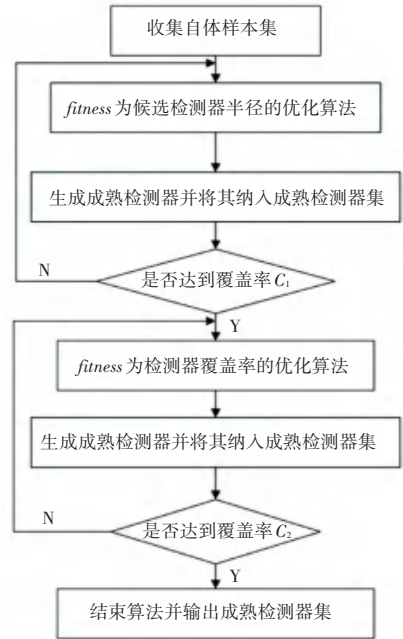 收集自体样本集
fitness为候选检测器半径的优化算法
生成成熟检测器并将其纳入成熟检测器集
N
是否达到覆盖率C₁
Y
fitness为检测器覆盖率的优化算法
生成成熟检测器并将其纳入成熟检测器集
N
是否达到覆盖率C₂
Y
结束算法并输出成熟检测器集